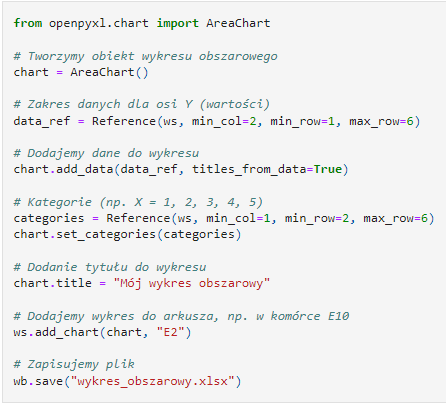 from openpyxl.chart import AreaChart
# Tworzymy obiekt wykresu obszarowego
chart = AreaChart()
# Zakres danych dla osi Y (wartości)
data_ref = Reference(ws, min_col=2, min_row=1, max_row=6)
# Dodajemy dane do wykresu
chart.add_data(data_ref, titles_from_data=True)
# Kategorie (np. X = 1, 2, 3, 4, 5)
categories = Reference(ws, min_col=1, min_row=2, max_row=6)
chart.set_categories(categories)
# Dodanie tytułu do wykresu
chart.title = "Mój wykres obszarowy"
# Dodajemy wykres do arkusza, np. w komórce E10
ws.add_chart(chart, "E2")
# Zapisujemy plik
wb.save("wykres_obszarowy.xlsx")